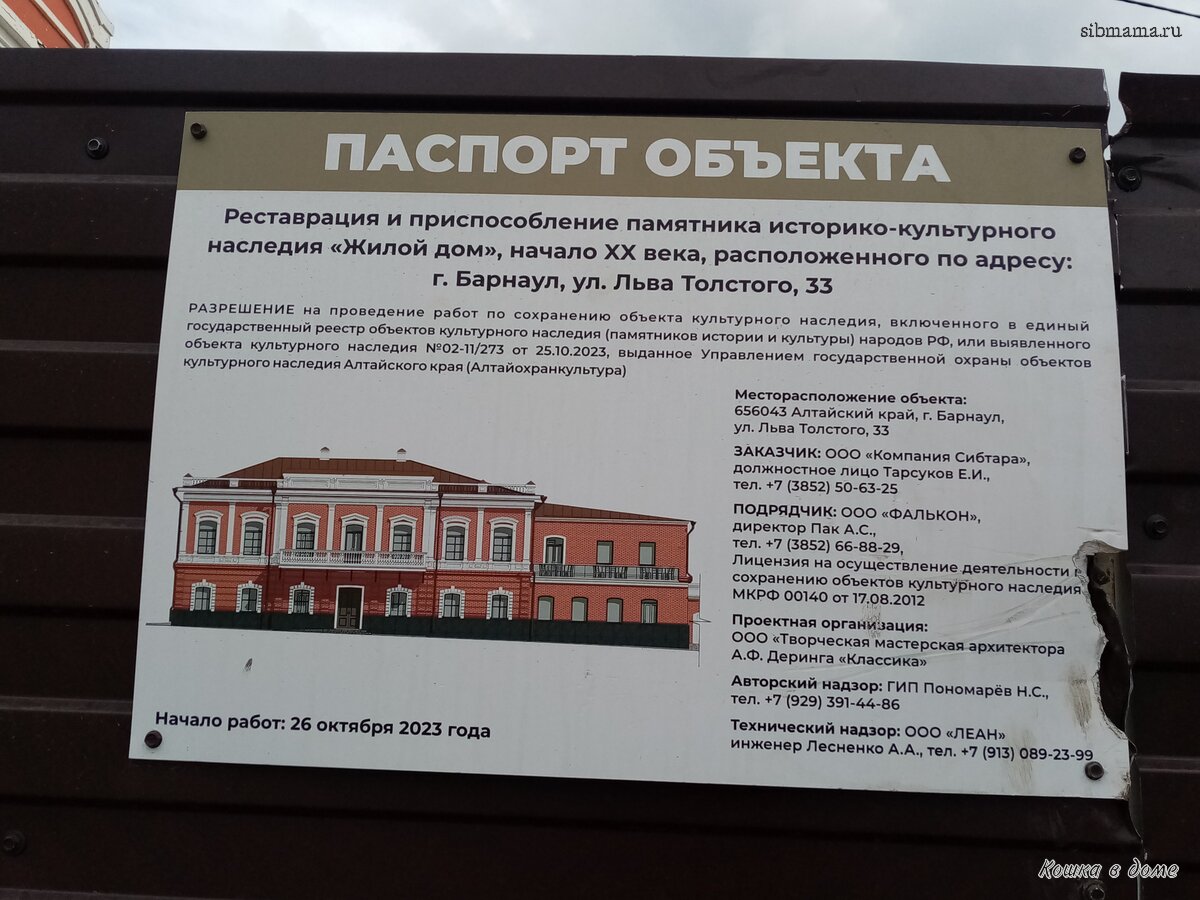 sibmama.ru
ПАСПОРТ ОБЪЕКТА
Реставрация и приспособление памятника историко-культурного
наследия «Жилой дом», начало XX века, расположенного по адресу:
г. Барнаул, ул. Льва Толстого, 33
РАЗРЕШЕНИЕ на проведение работ по сохранению объекта культурного наследия, включенного в единый
государственный реестр объектов культурного наследия (памятников истории и культуры) народов РФ, или выявленного
объекта культурного наследия №02-11/273 от 25.10.2023, выданное Управлением государственной охраны объектов
культурного наследия Алтайского края (Алтайохранкультура)
Месторасположение объекта:
656043 Алтайский край, г. Барнаул,
ул. Льва Толстого, 33
ЗАКАЗЧИК: ООО «Компания Сибтара»,
должностное лицо Тарсуков Е.И.,
тел. +7 (3852) 50-63-25
ПОДРЯДЧИК: ООО «ФАЛЬКОН»,
директор Пак А.С.,
тел. +7 (3852) 66-88-29,
Лицензия на осуществление деятельности
сохранению объектов культурного наследия
МКРФ 00140 от 17.08.2012
Проектная организация:
ООО «Творческая мастерская архитектора
А.Ф. Деринга «Классика»
Авторский надзор: ГИП Пономарёв Н.С.,
тел. +7 (929) 391-44-86
Технический надзор: ООО «ЛЕАН»
инженер Лесненко А.А., тел. +7 (913) 089-23-99
Начало работ: 26 октября 2023 года
Кошка в доме